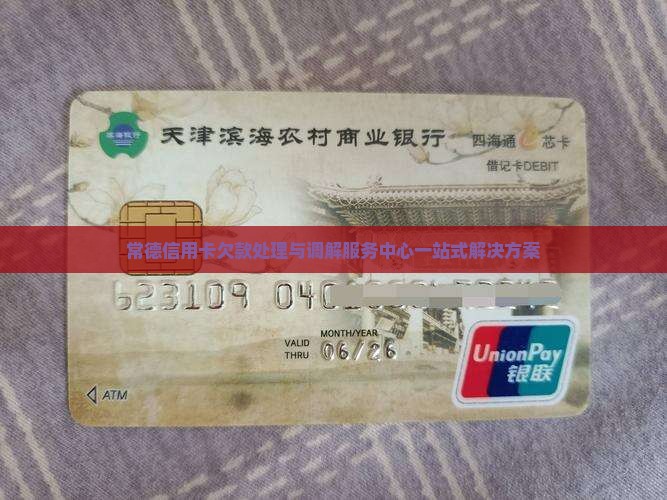 滨海银行
天津滨海农村商业银行
四海通e芯卡
借记卡DEBIT
常德信用卡欠款处理与调解服务中心一站式解决方案
623109 040
MONTH/YEAR
VALID THRU 06/26
ATM
UnionPay
银联